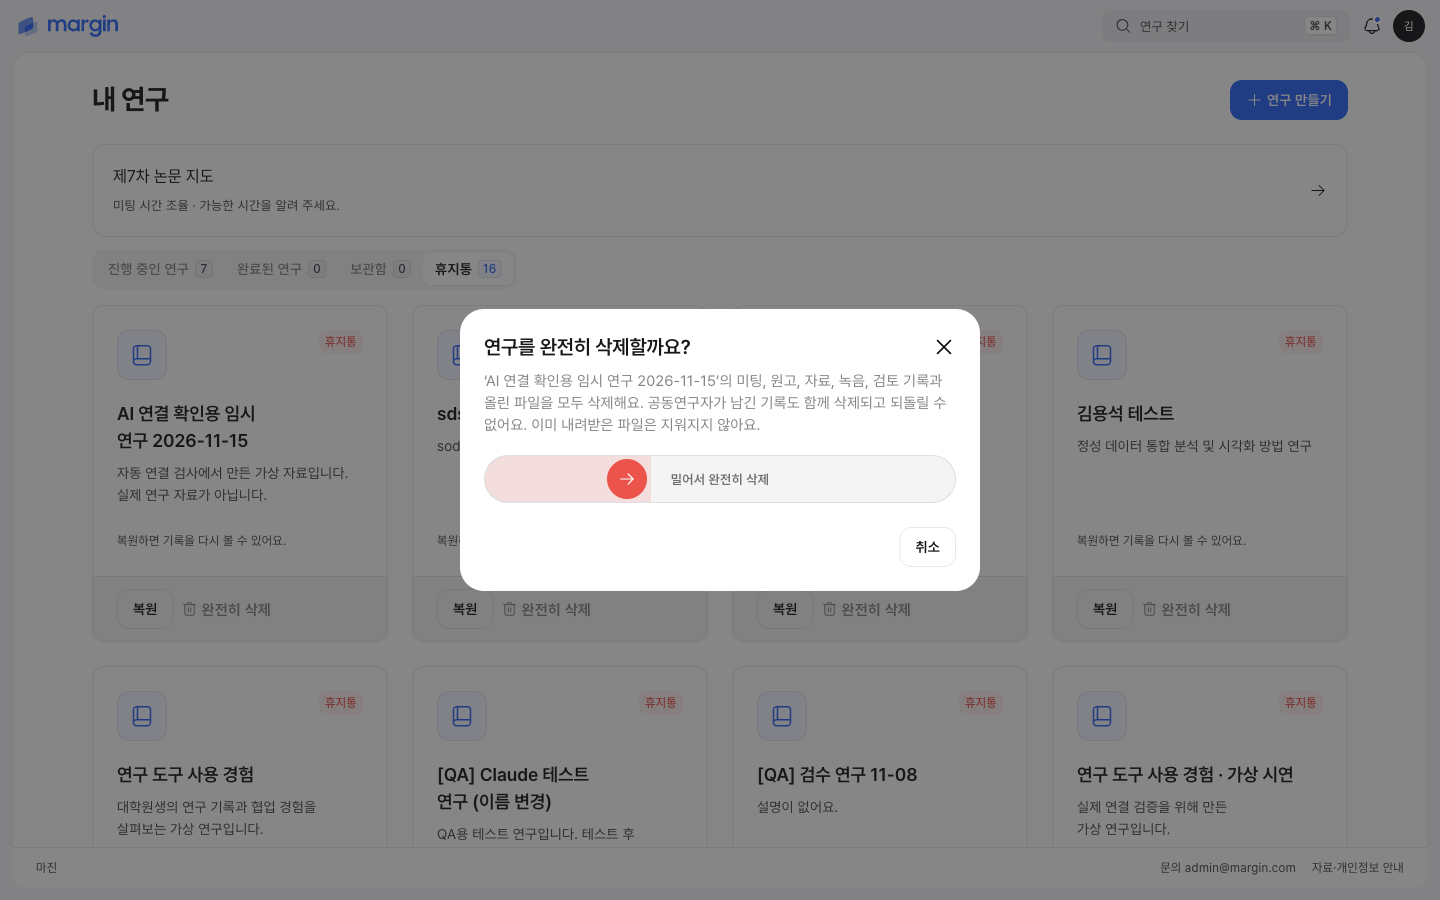 margin
연구 찾기
⌘ K
김
내 연구
연구 만들기
제7차 논문 지도
미팅 시간 조율 · 가능한 시간을 알려 주세요.
진행 중인 연구 7 완료된 연구 0 보관함 0 휴지통 16
연구를 완전히 삭제할까요?
‘AI 연결 확인용 임시 연구 2026-11-15’의 미팅, 원고, 자료, 녹음, 검토 기록과
올린 파일을 모두 삭제해요. 공동연구자가 남긴 기록도 함께 삭제되고 되돌릴 수
없어요. 이미 내려받은 파일은 지워지지 않아요.
밀어서 완전히 삭제
취소
휴지통
AI 연결 확인용 임시
연구 2026-11-15
자동 연결 검사에서 만든 가상 자료입니다.
실제 연구 자료가 아닙니다.
복원하면 기록을 다시 볼 수 있어요.
복원 완전히 삭제
복원 완전히 삭제
복원 완전히 삭제
휴지통
김용석 테스트
정성 데이터 통합 분석 및 시각화 방법 연구
복원하면 기록을 다시 볼 수 있어요.
복원 완전히 삭제
휴지통
연구 도구 사용 경험
대학원생의 연구 기록과 협업 경험을
살펴보는 가상 연구입니다.
휴지통
[QA] Claude 테스트
연구 (이름 변경)
QA용 테스트 연구입니다. 테스트 후
휴지통
[QA] 검수 연구 11-08
설명이 없어요.
휴지통
연구 도구 사용 경험 · 가상 시연
실제 연결 검증을 위해 만든
가상 연구입니다.
마진
문의 admin@margin.com 자료·개인정보 안내